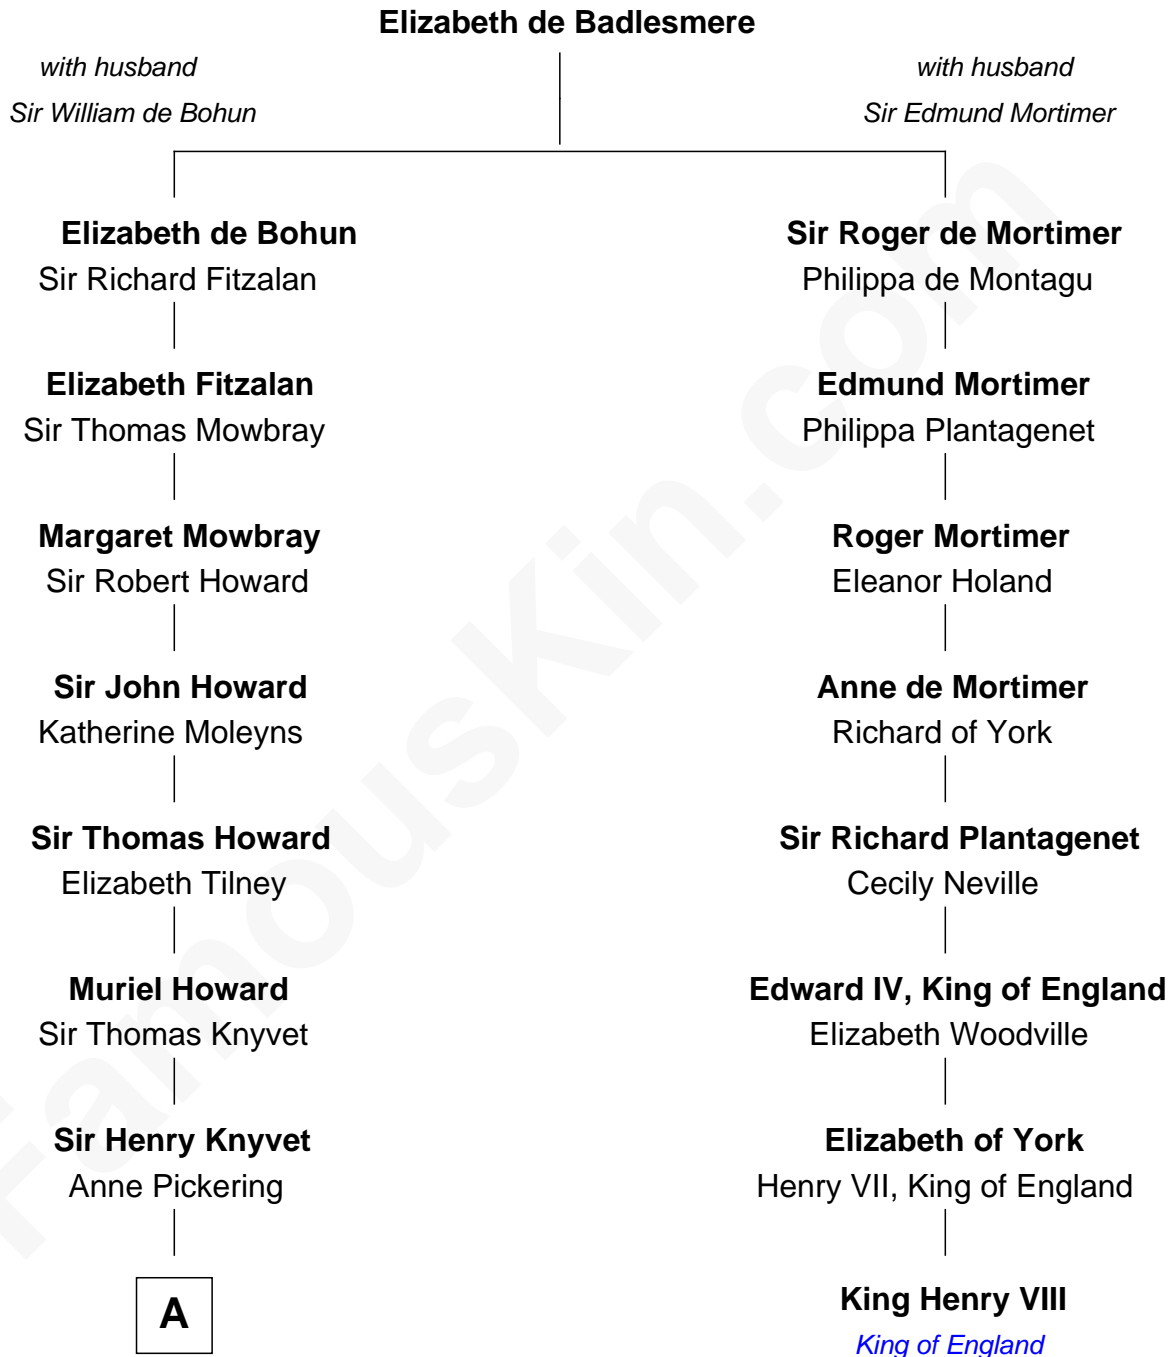 Elizabeth de Badlesmere
with husband
Sir William de Bohun
with husband
Sir Edmund Mortimer
Elizabeth de Bohun
Sir Richard Fitzalan
Elizabeth Fitzalan
Sir Thomas Mowbray
Margaret Mowbray
Sir Robert Howard
Sir John Howard
Katherine Moleyns
Sir Thomas Howard
Elizabeth Tilney
Muriel Howard
Sir Thomas Knyvet
Sir Henry Knyvet
Anne Pickering
A
Sir Roger de Mortimer
Philippa de Montagu
Edmund Mortimer
Philippa Plantagenet
Roger Mortimer
Eleanor Holand
Anne de Mortimer
Richard of York
Sir Richard Plantagenet
Cecily Neville
Edward IV, King of England
Elizabeth Woodville
Elizabeth of York
Henry VII, King of England
King Henry VIII
King of England
FamousKin.com